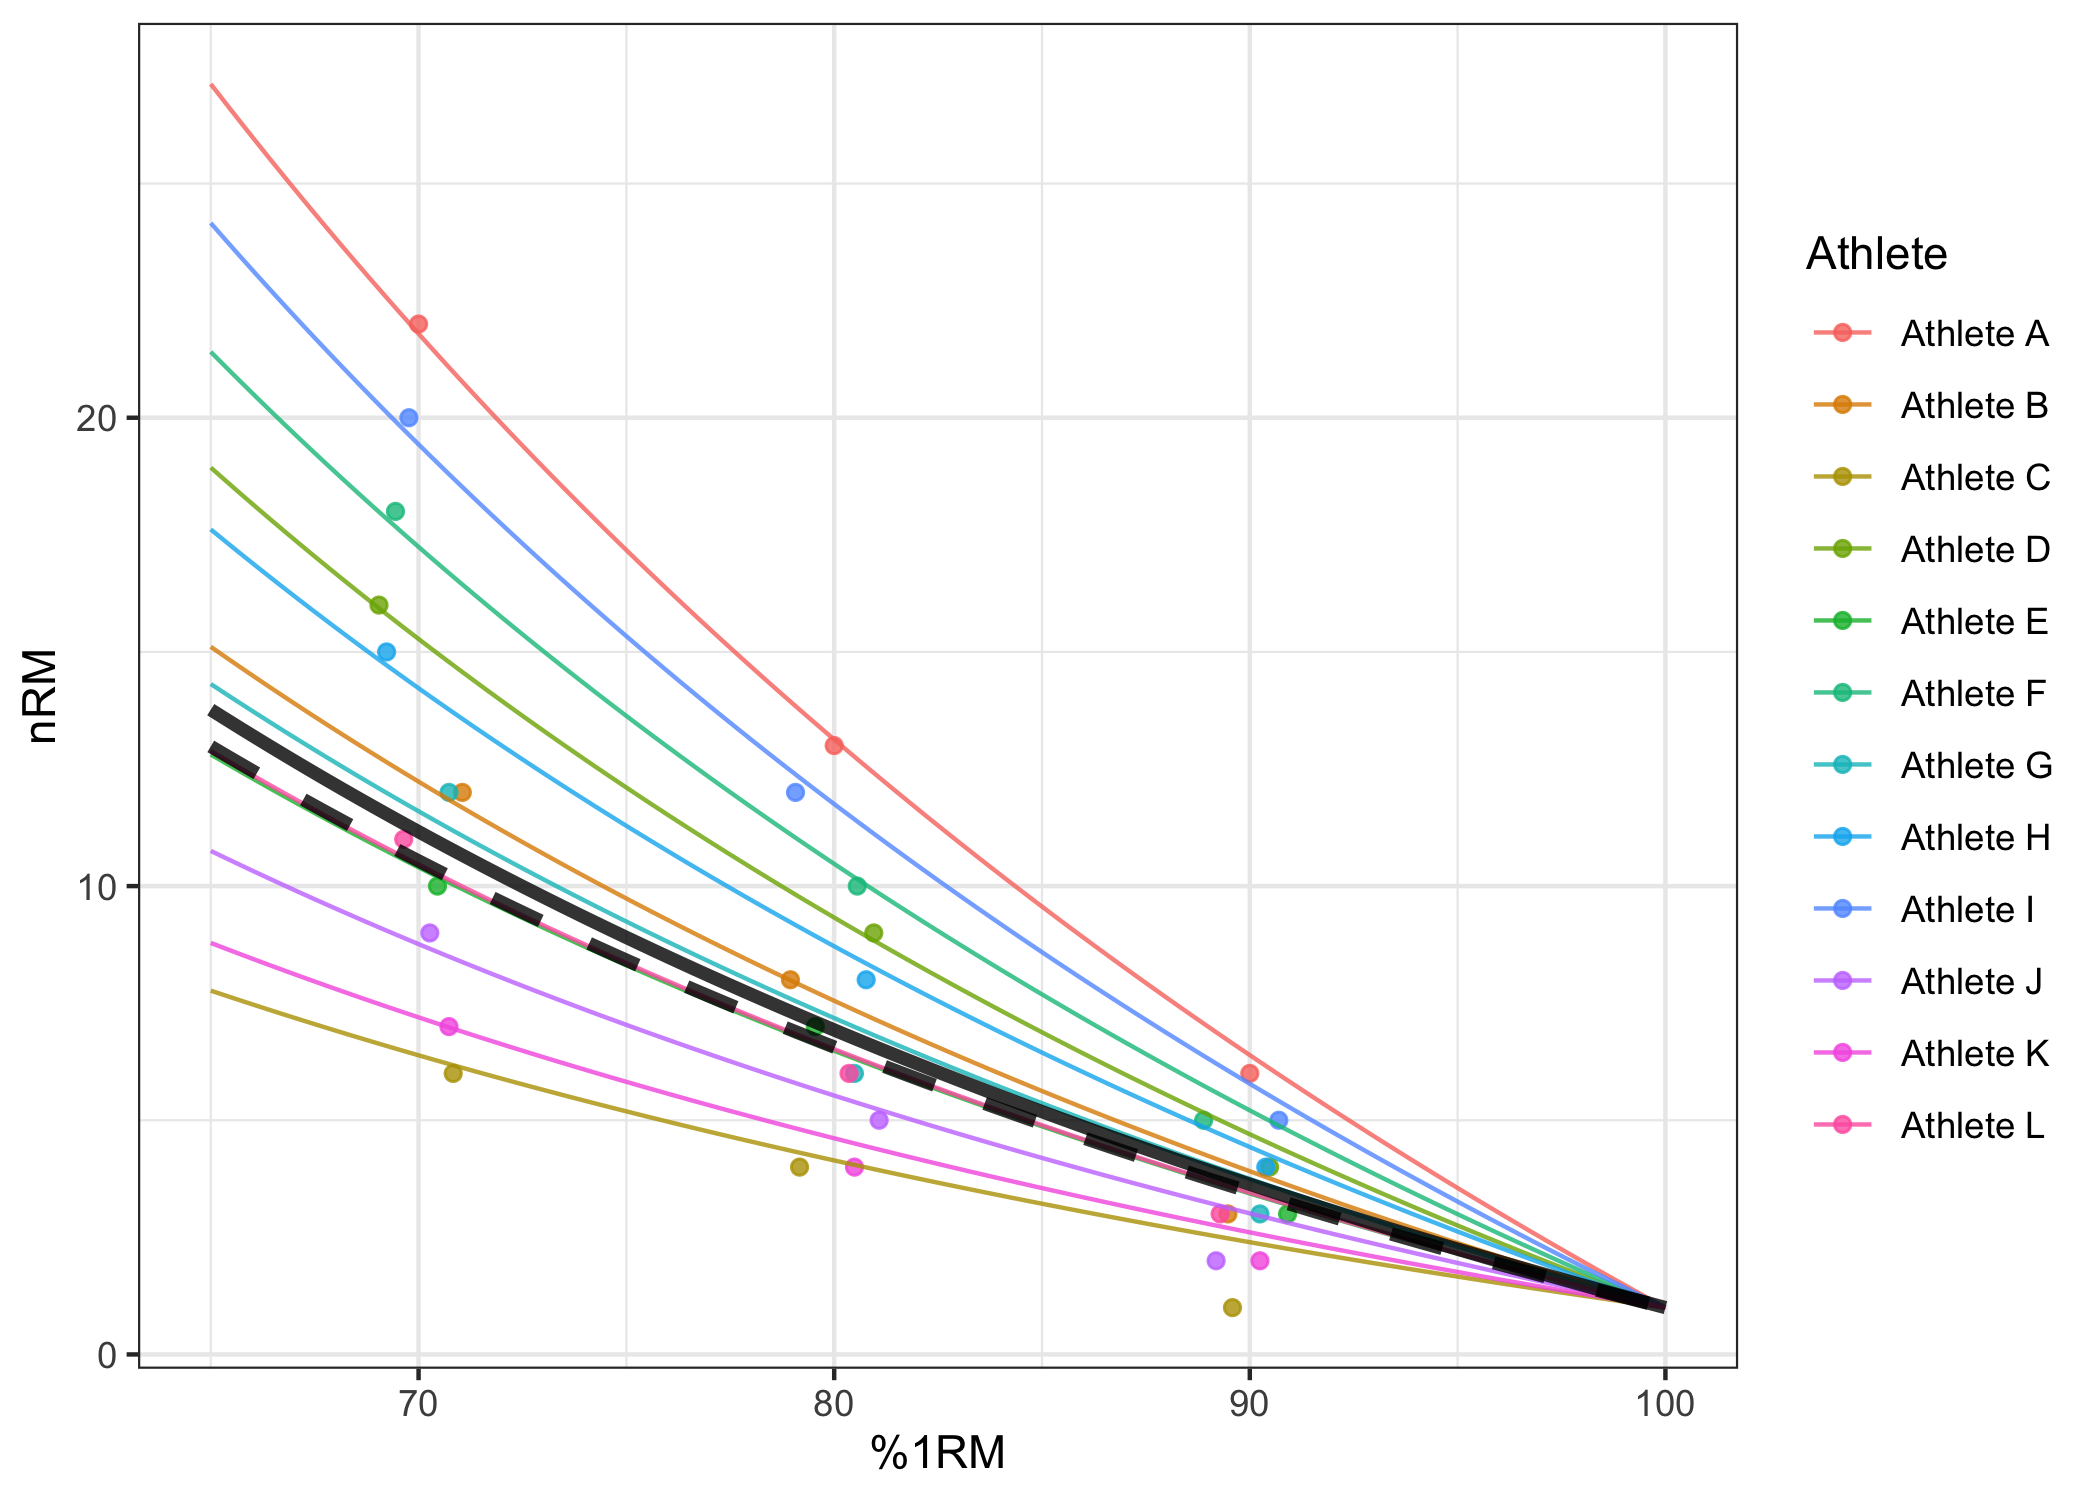 nRM
20
10
0
70 80 90 100
%1RM
Athlete
Athlete A
Athlete B
Athlete C
Athlete D
Athlete E
Athlete F
Athlete G
Athlete H
Athlete I
Athlete J
Athlete K
Athlete L